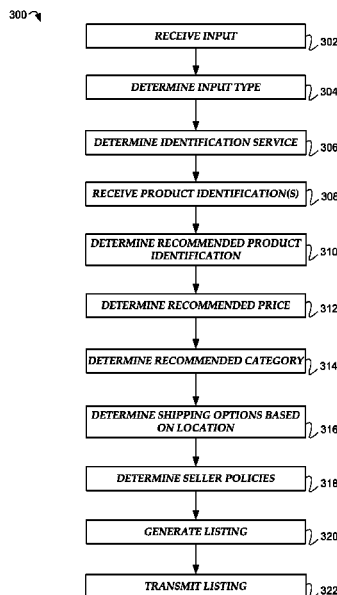 300
RECEIVE INPUT
302
DETERMINE INPUT TYPE
304
DETERMINE IDENTIFICATION SERVICE
306
RECEIVE PRODUCT IDENTIFICATION(S)
308
DETERMINE RECOMMENDED PRODUCT
IDENTIFICATION
310
DETERMINE RECOMMENDED PRICE
312
DETERMINE RECOMMENDED CATEGORY
314
DETERMINE SHIPPING OPTIONS BASED
ON LOCATION
316
DETERMINE SELLER POLICIES
318
GENERATE LISTING
320
TRANSMIT LISTING
322